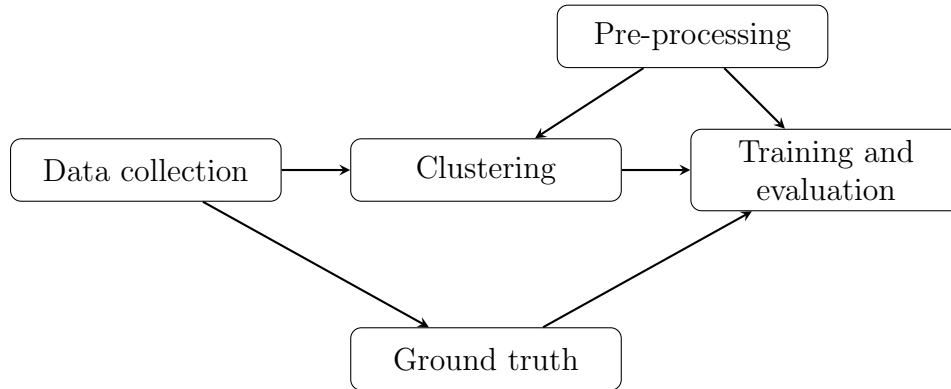 Pre-processing
Data collection
Clustering
Training and
evaluation
Ground truth